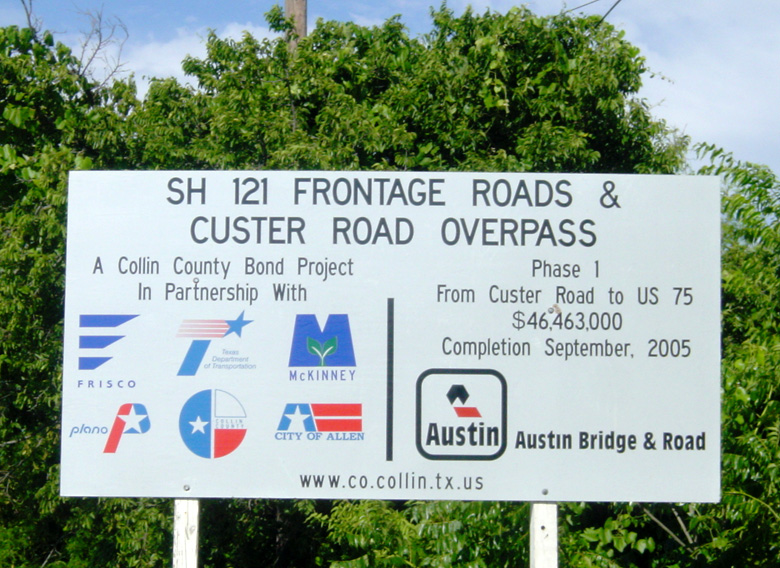 SH 121 FRONTAGE ROADS &
CUSTER ROAD OVERPASS
A Collin County Bond Project
In Partnership With
FRISCO
Texas
Department
of Transportation
McKINNEY
plano
COLLIN
COUNTY
CITY OF ALLEN
Phase 1
From Custer Road to US 75
$46,463,000
Completion September, 2005
Austin
Austin Bridge & Road
www.co.collin.tx.us